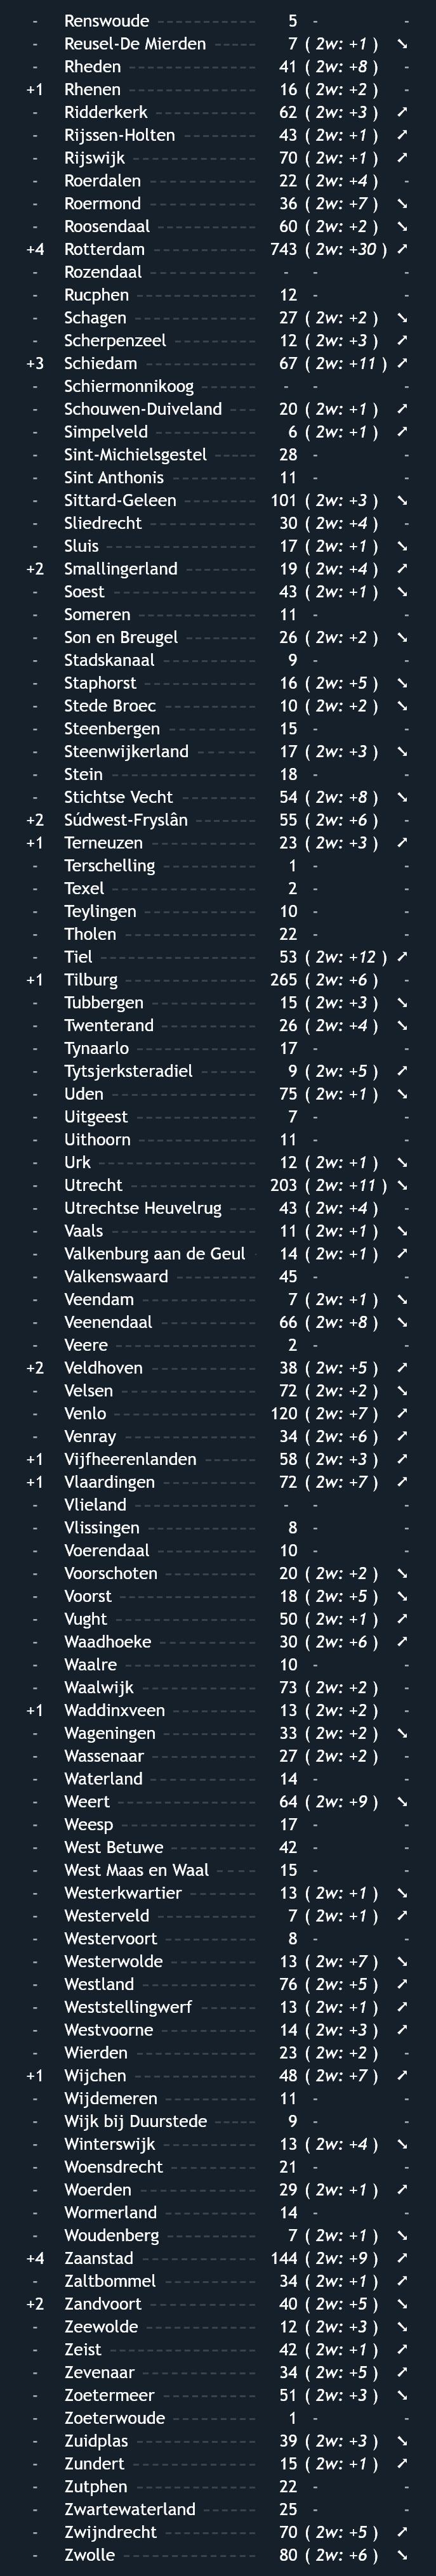 - Renswoude 5 - -
- Reusel-De Mierden 7 ( 2w: +1 ) ➘
- Rheden 41 ( 2w: +8 ) -
+1 Rhenen 16 ( 2w: +2 ) -
- Ridderkerk 62 ( 2w: +3 ) ➚
- Rijssen-Holten 43 ( 2w: +1 ) ➚
- Rijswijk 70 ( 2w: +1 ) ➚
- Roerdalen 22 ( 2w: +4 ) -
- Roermond 36 ( 2w: +7 ) ➘
- Roosendaal 60 ( 2w: +2 ) ➘
+4 Rotterdam 743 ( 2w: +30 ) ➚
- Rozendaal - - -
- Rucphen 12 - -
- Schagen 27 ( 2w: +2 ) ➘
- Scherpenzeel 12 ( 2w: +3 ) ➚
+3 Schiedam 67 ( 2w: +11 ) ➚
- Schiermonnikoog - - -
- Schouwen-Duiveland 20 ( 2w: +1 ) ➚
- Simpelveld 6 ( 2w: +1 ) ➚
- Sint-Michielsgestel 28 - -
- Sint Anthonis 11 - -
- Sittard-Geleen 101 ( 2w: +3 ) ➘
- Sliedrecht 30 ( 2w: +4 ) -
- Sluis 17 ( 2w: +1 ) ➘
+2 Smallingerland 19 ( 2w: +4 ) ➚
- Soest 43 ( 2w: +1 ) ➘
- Someren 11 - -
- Son en Breugel 26 ( 2w: +2 ) ➘
- Stadskanaal 9 - -
- Staphorst 16 ( 2w: +5 ) ➘
- Stede Broec 10 ( 2w: +2 ) ➘
- Steenbergen 15 - -
- Steenwijkerland 17 ( 2w: +3 ) ➘
- Stein 18 - -
- Stichtse Vecht 54 ( 2w: +8 ) ➘
+2 Súdwest-Fryslân 55 ( 2w: +6 ) -
+1 Terneuzen 23 ( 2w: +3 ) ➚
- Terschelling 1 - -
- Texel 2 - -
- Teylingen 10 - -
- Tholen 22 - -
- Tiel 53 ( 2w: +12 ) ➚
+1 Tilburg 265 ( 2w: +6 ) -
- Tubbergen 15 ( 2w: +3 ) ➘
- Twenterand 26 ( 2w: +4 ) ➘
- Tynaarlo 17 - -
- Tytsjerksteradiel 9 ( 2w: +5 ) ➚
- Uden 75 ( 2w: +1 ) ➘
- Uitgeest 7 - -
- Uithoorn 11 - -
- Urk 12 ( 2w: +1 ) ➘
- Utrecht 203 ( 2w: +11 ) ➘
- Utrechtse Heuvelrug 43 ( 2w: +4 ) -
- Vaals 11 ( 2w: +1 ) ➘
- Valkenburg aan de Geul 14 ( 2w: +1 ) ➚
- Valkenswaard 45 - -
- Veendam 7 ( 2w: +1 ) ➘
- Veenendaal 66 ( 2w: +8 ) ➘
- Veere 2 - -
+2 Veldhoven 38 ( 2w: +5 ) ➚
- Velsen 72 ( 2w: +2 ) ➘
- Venlo 120 ( 2w: +7 ) ➚
- Venray 34 ( 2w: +6 ) ➚
+1 Vijfheerenlanden 58 ( 2w: +3 ) ➚
+1 Vlaardingen 72 ( 2w: +7 ) ➚
- Vlieland - - -
- Vlissingen 8 - -
- Voerendaal 10 - -
- Voorschoten 20 ( 2w: +2 ) ➘
- Voorst 18 ( 2w: +5 ) ➘
- Vught 50 ( 2w: +1 ) ➚
- Waadhoeke 30 ( 2w: +6 ) ➚
- Waalre 10 - -
- Waalwijk 73 ( 2w: +2 ) -
+1 Waddinxveen 13 ( 2w: +2 ) -
- Wageningen 33 ( 2w: +2 ) ➘
- Wassenaar 27 ( 2w: +2 ) -
- Waterland 14 - -
- Weert 64 ( 2w: +9 ) ➘
- Weesp 17 - -
- West Betuwe 42 - -
- West Maas en Waal 15 - -
- Westerkwartier 13 ( 2w: +1 ) ➘
- Westerveld 7 ( 2w: +1 ) ➚
- Westervoort 8 - -
- Westerwolde 13 ( 2w: +7 ) ➘
- Westland 76 ( 2w: +5 ) ➚
- Weststellingwerf 13 ( 2w: +1 ) ➚
- Westvoorne 14 ( 2w: +3 ) ➚
- Wierden 23 ( 2w: +2 ) -
+1 Wijchen 48 ( 2w: +7 ) ➚
- Wijdemeren 11 - -
- Wijk bij Duurstede 9 - -
- Winterswijk 13 ( 2w: +4 ) ➘
- Woensdrecht 21 - -
- Woerden 29 ( 2w: +1 ) ➚
- Wormerland 14 - -
- Woudenberg 7 ( 2w: +1 ) ➘
+4 Zaanstad 144 ( 2w: +9 ) ➚
- Zaltbommel 34 ( 2w: +1 ) ➚
+2 Zandvoort 40 ( 2w: +5 ) ➘
- Zeewolde 12 ( 2w: +3 ) ➘
- Zeist 42 ( 2w: +1 ) ➚
- Zevenaar 34 ( 2w: +5 ) ➚
- Zoetermeer 51 ( 2w: +3 ) ➘
- Zoeterwoude 1 - -
- Zuidplas 39 ( 2w: +3 ) ➘
- Zundert 15 ( 2w: +1 ) ➚
- Zutphen 22 - -
- Zwartewaterland 25 - -
- Zwijndrecht 70 ( 2w: +5 ) ➚
- Zwolle 80 ( 2w: +6 ) ➘